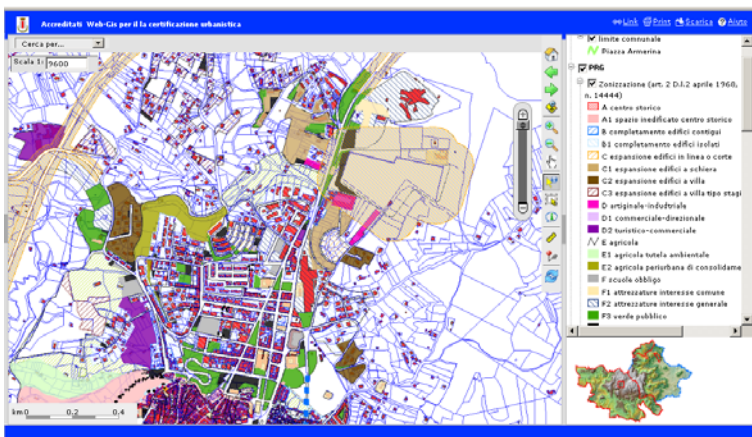 Accreditati Web-Gis per il la certificazione urbanistica
Link Print Scarica Aiuto
Cerca per...
Scala 1: 9600
limite comunale
Piazza Armerina
PRG
Zonizzazione (art. 2 D.l.2 aprile 1968,
n. 14444)
A centro storico
A1 spazio inedificato centro storico
B completamento edifici contigui
B1 completamento edifici isolati
C espansione edifici in linea o corte
C1 espansione edifici a schiera
C2 espansione edifici a villa
C3 espansione edifici a villa tipo stagi
D artiginale-industriale
D1 commerciale-direzionale
D2 turistico-commerciale
E agricola
E1 agricola tutela ambientale
E2 agricola periurbana di consolidame
F scuole obbligo
F1 attrezzature interesse comune
F2 attrezzature interesse generale
F3 verde pubblico
km0 0.2 0.4